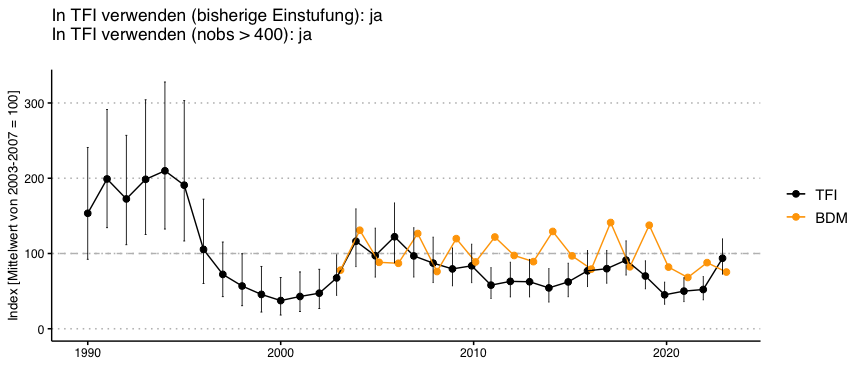 In TFI verwenden (bisherige Einstufung): ja
In TFI verwenden (nobs > 400): ja
Index [Mittelwert von 2003-2007 = 100]
300
200
100
0
1990
2000
2010
2020
TFI
BDM